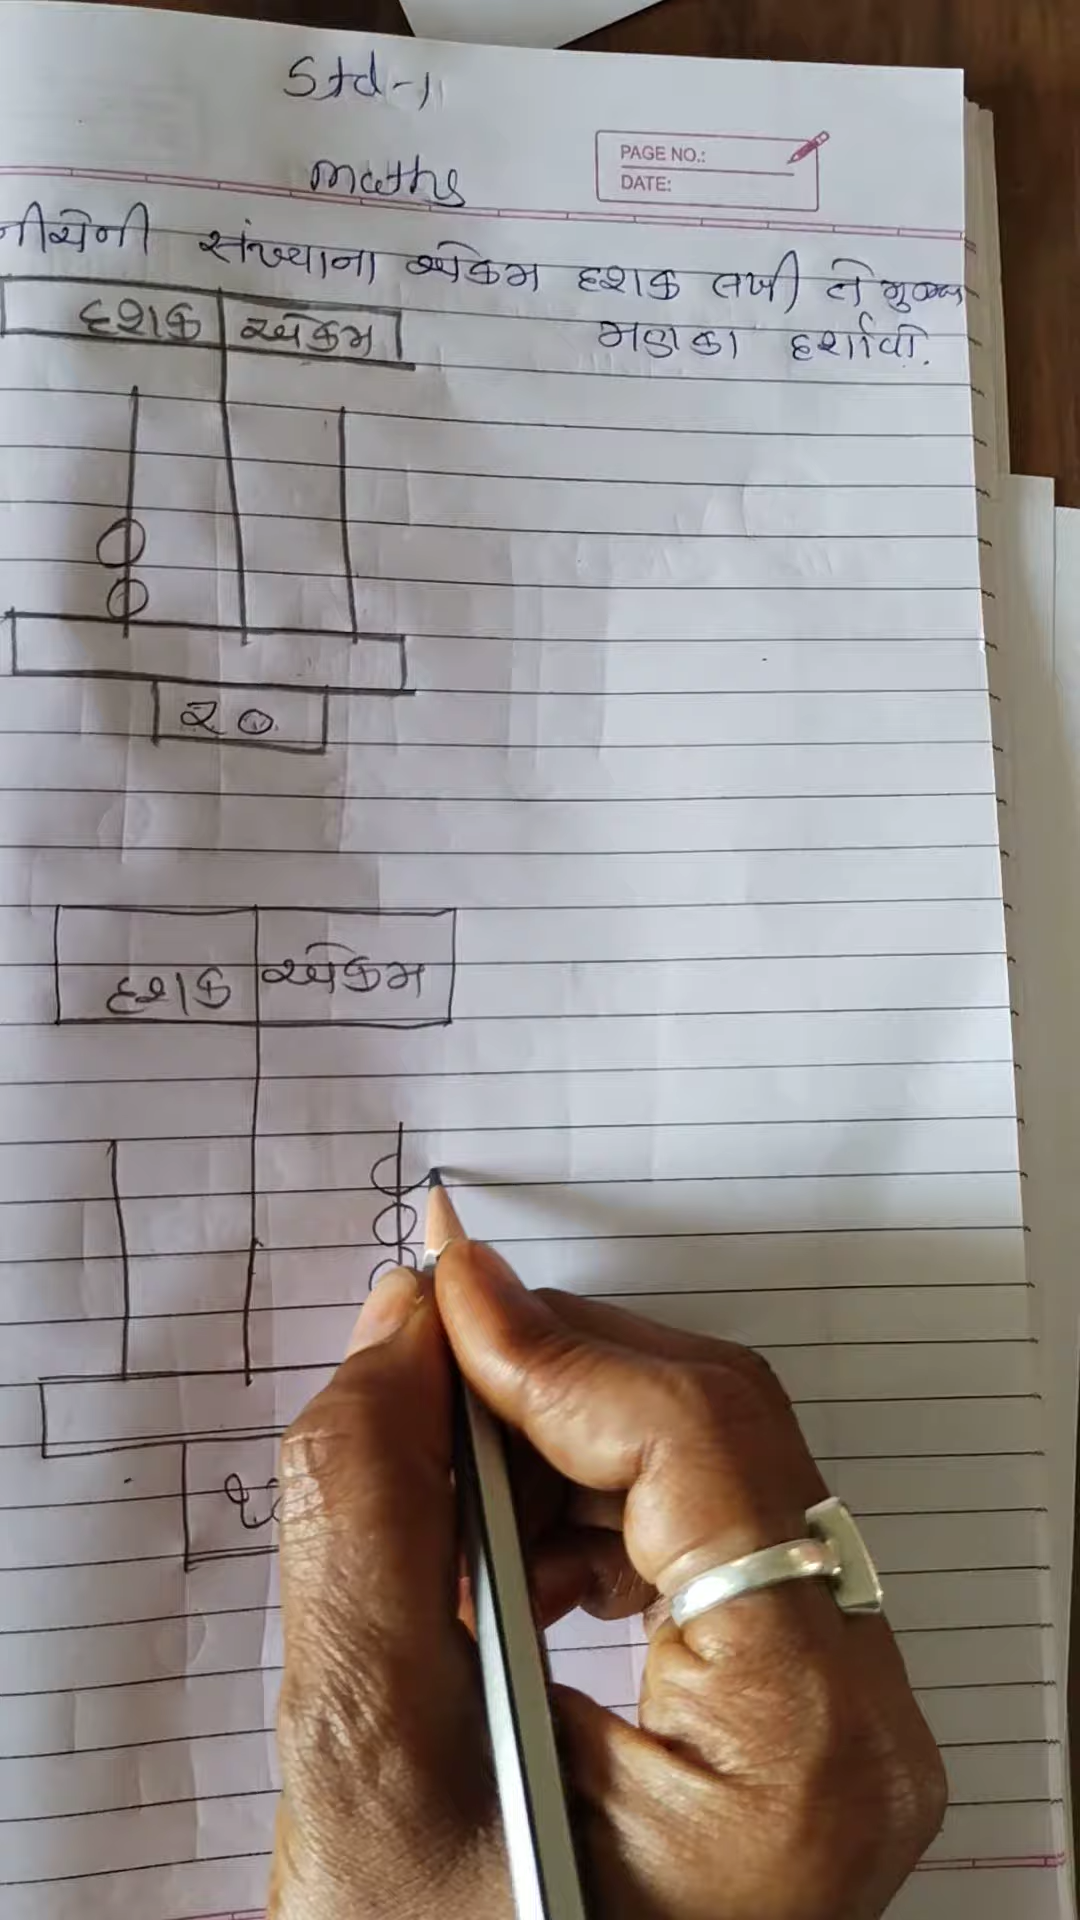 Std-1
maths
PAGE NO.:
DATE:
નીચેની સંખ્યાના એકમ દશક લખી તે મુજબ
મણકા દર્શાવો.
દશક એકમ
૨૦
દશક એકમ